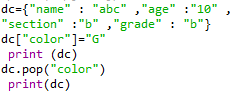 dc={"name" : "abc" ,"age" :"10" ,
"section" :"b" ,"grade" : "b"}
dc["color"]="G"
print (dc)
dc.pop("color")
print(dc)